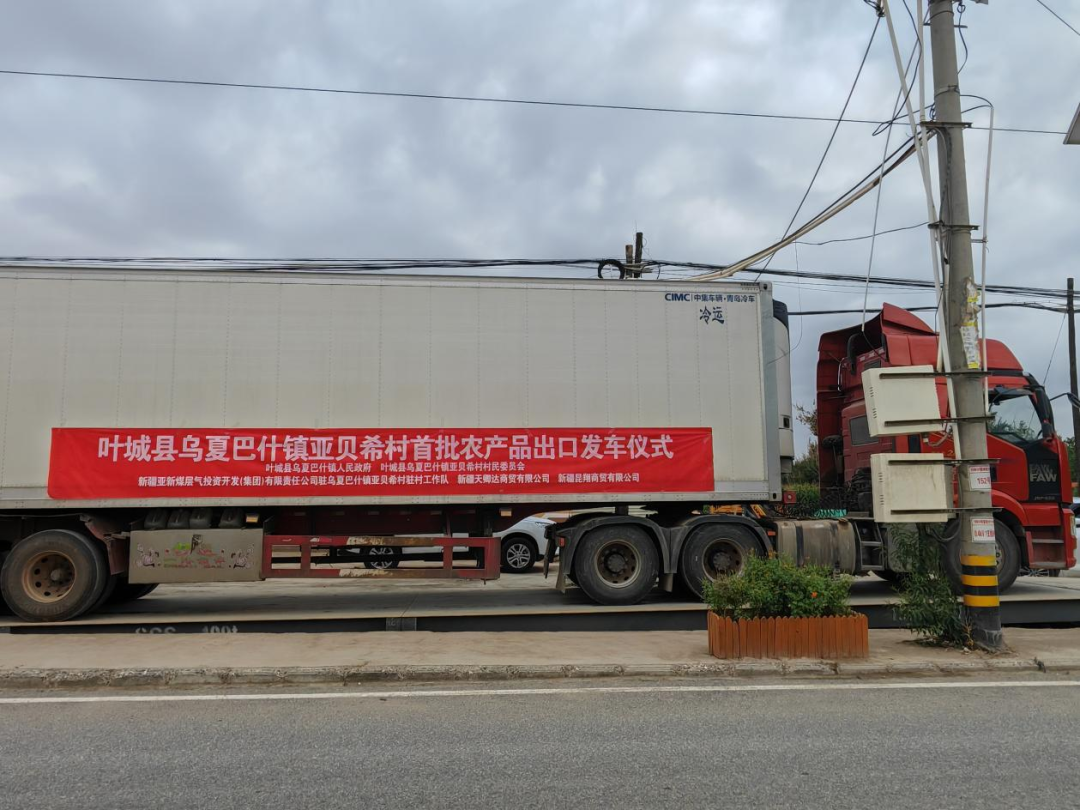 CIMC 中集车辆·青岛冷车
冷运
叶城县乌夏巴什镇亚贝希村首批农产品出口发车仪式
叶城县乌夏巴什镇人民政府 叶城县乌夏巴什镇亚贝希村村民委员会
新疆亚新煤层气投资开发(集团)有限责任公司驻乌夏巴什镇亚贝希村驻村工作队 新疆天卿达商贸有限公司 新疆昆翔商贸有限公司
FAW
100t